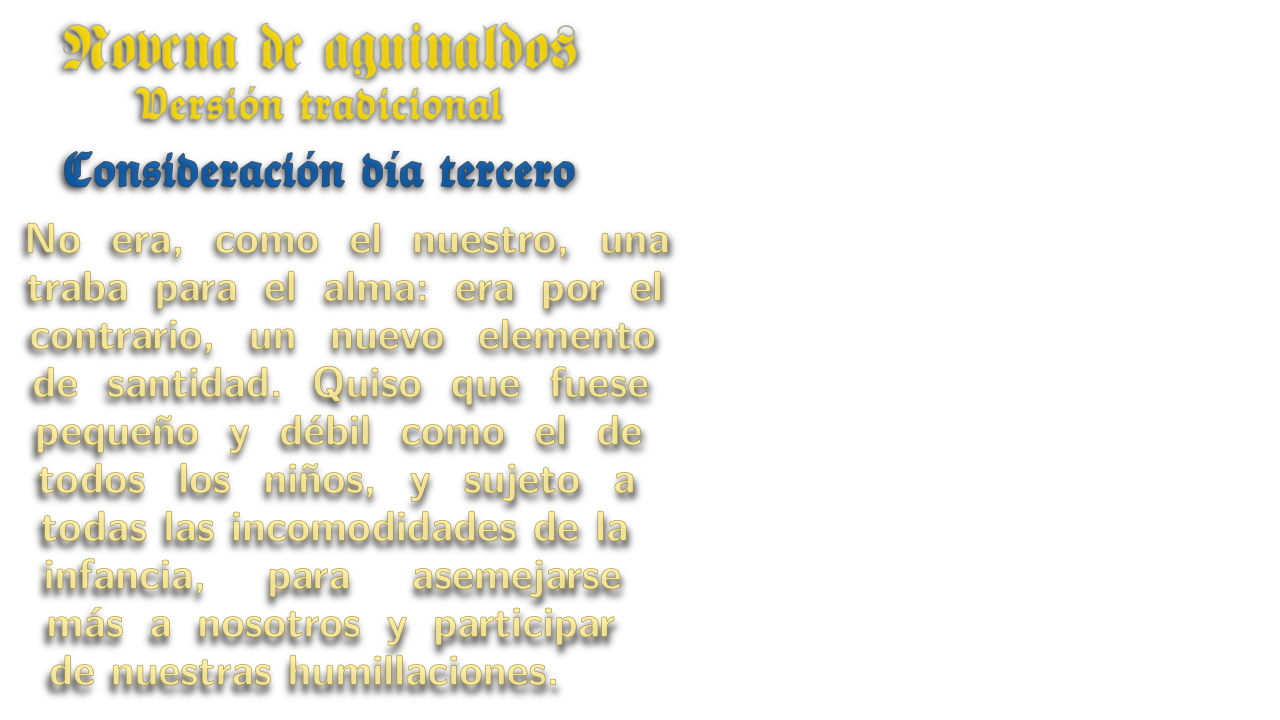 Novena de aguinaldos
Versión tradicional
Consideración día tercero
No era, como el nuestro, una
traba para el alma: era por el
contrario, un nuevo elemento
de santidad. Quiso que fuese
pequeño y débil como el de
todos los niños, y sujeto a
todas las incomodidades de la
infancia, para asemejarse
más a nosotros y participar
de nuestras humillaciones.